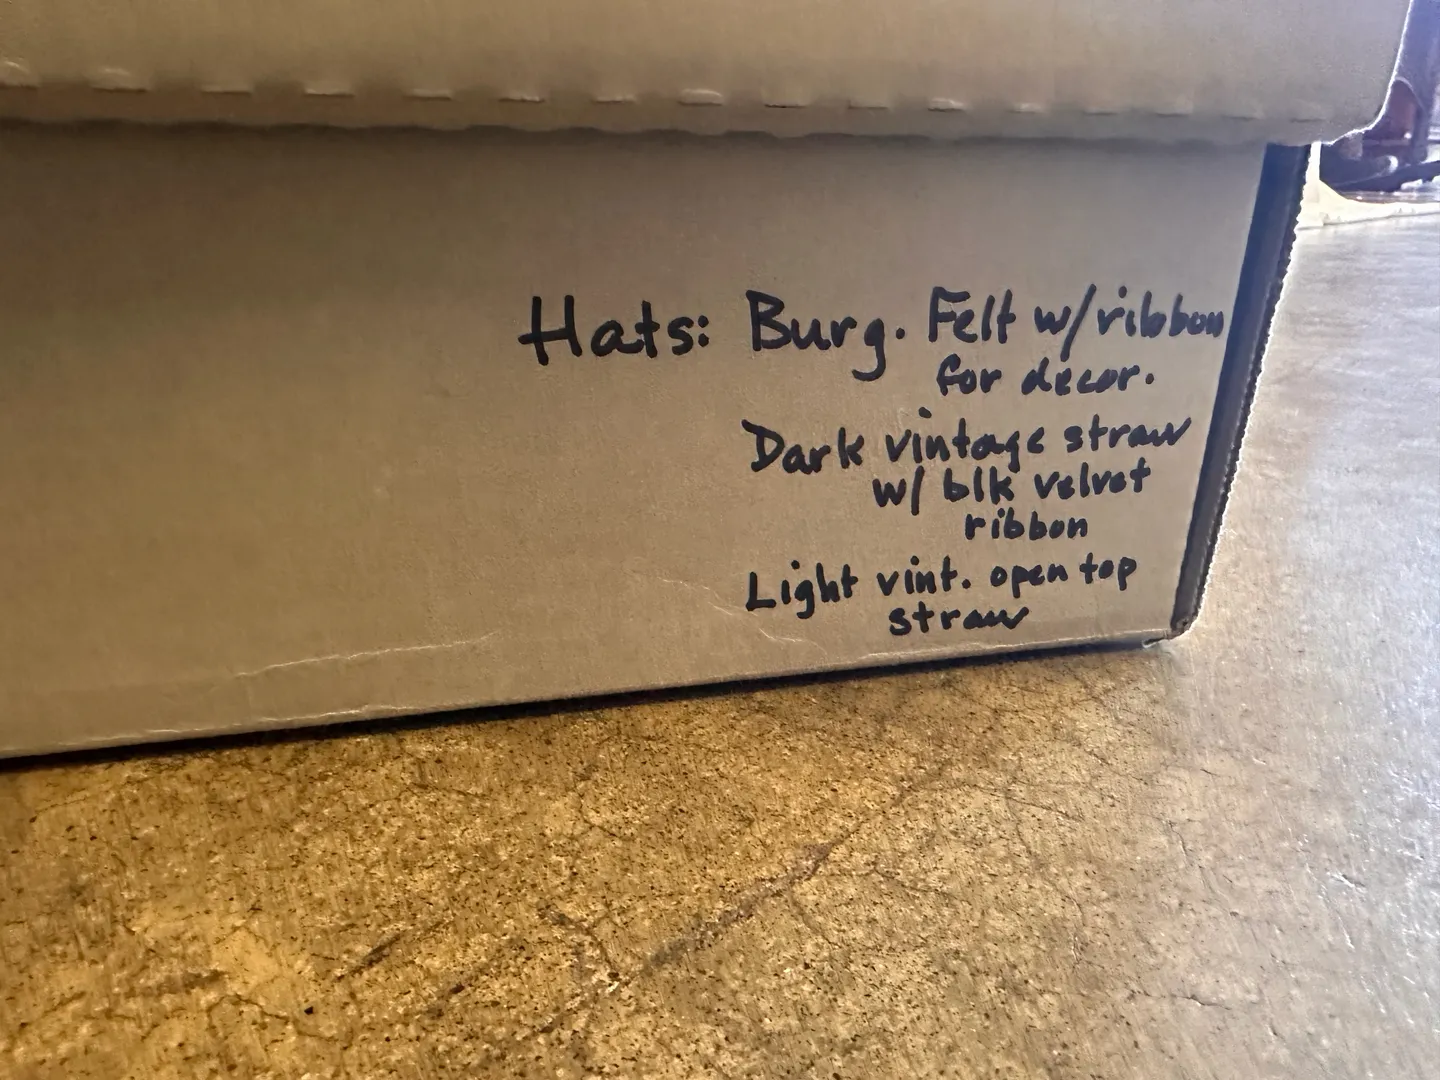 Hats: Burg. Felt w/ribbon
for decor.
Dark vintage straw
w/ blk velvet
ribbon
Light vint. open top
straw